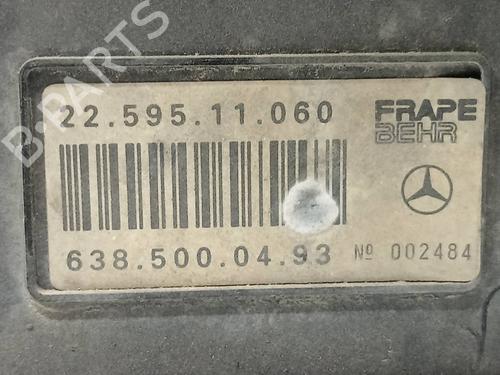 B-PARTS
22.595.11.060
FRAPE
BEHR
638.500.04.93
Nº 002484